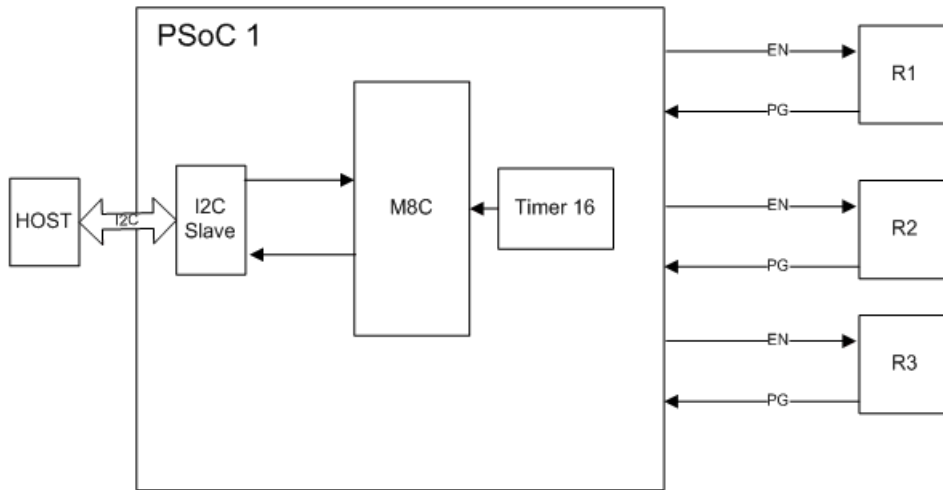 PSoC 1
EN
R1
PG
HOST
I2C
I2C
Slave
M8C
Timer 16
EN
R2
PG
EN
R3
PG